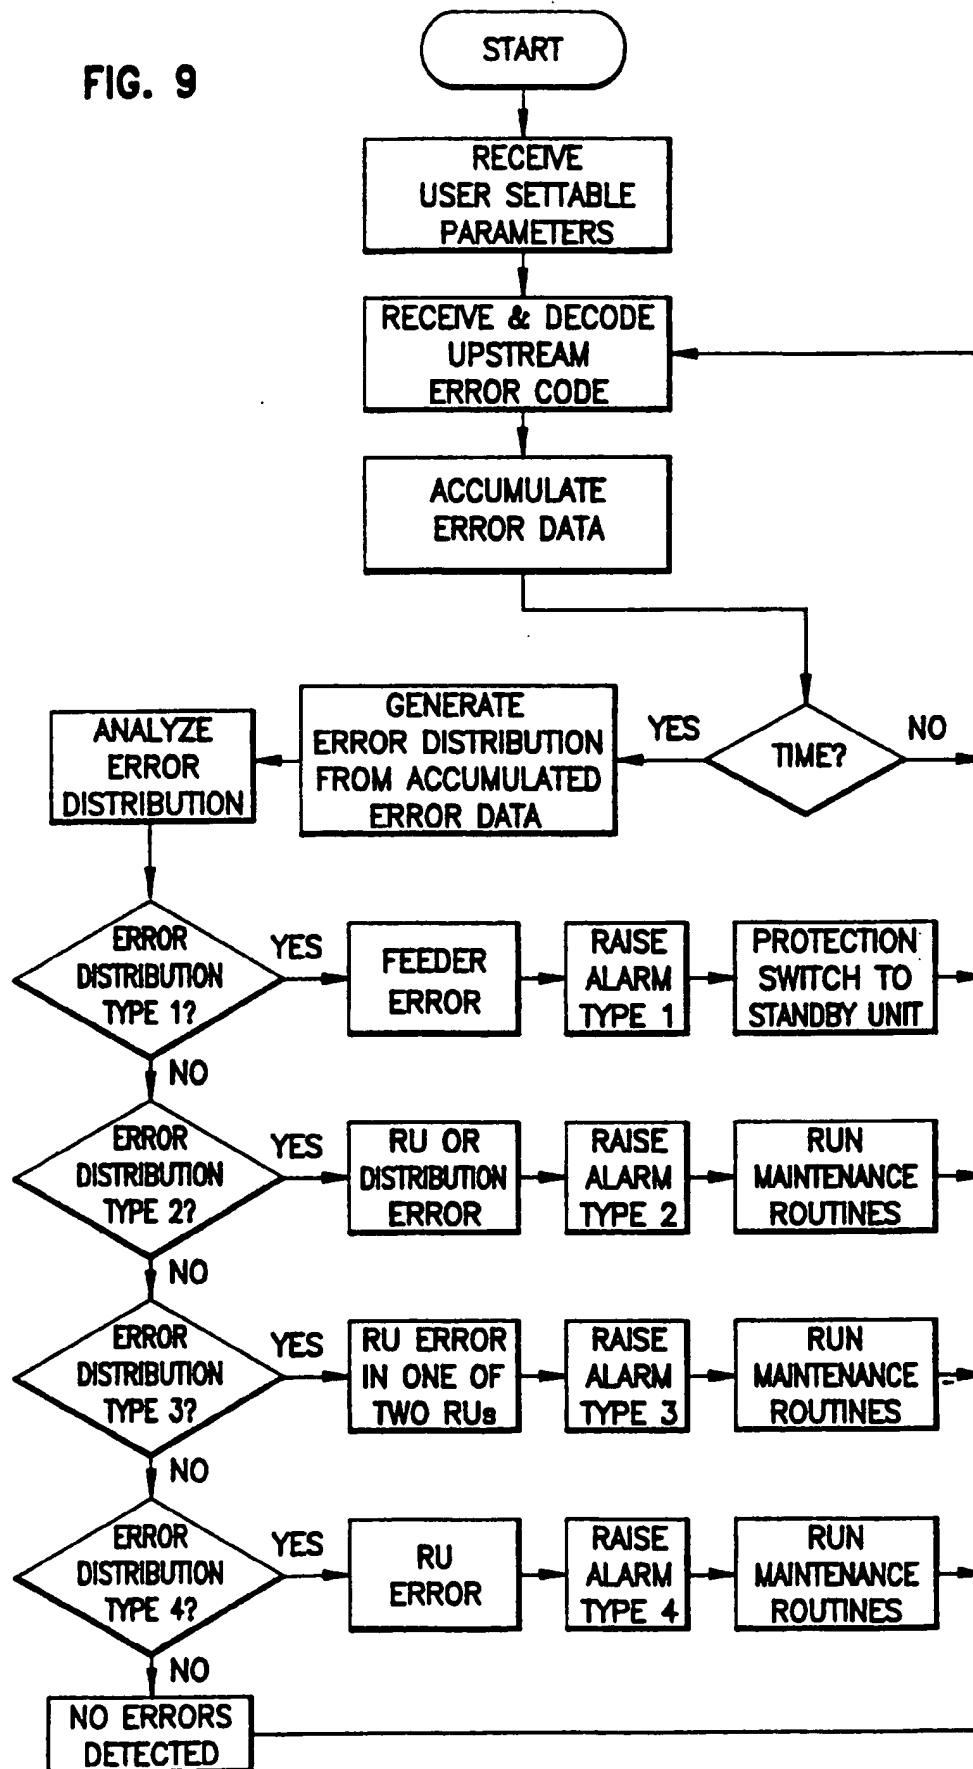 FIG. 9
START
RECEIVE
USER SETTABLE
PARAMETERS
RECEIVE & DECODE
UPSTREAM
ERROR CODE
ACCUMULATE
ERROR DATA
TIME?
YES
NO
GENERATE
ERROR DISTRIBUTION
FROM ACCUMULATED
ERROR DATA
ANALYZE
ERROR
DISTRIBUTION
ERROR
DISTRIBUTION
TYPE 1?
YES
FEEDER
ERROR
RAISE
ALARM
TYPE 1
PROTECTION
SWITCH TO
STANDBY UNIT
NO
ERROR
DISTRIBUTION
TYPE 2?
YES
RU OR
DISTRIBUTION
ERROR
RAISE
ALARM
TYPE 2
RUN
MAINTENANCE
ROUTINES
NO
ERROR
DISTRIBUTION
TYPE 3?
YES
RU ERROR
IN ONE OF
TWO RUs
RAISE
ALARM
TYPE 3
RUN
MAINTENANCE
ROUTINES
NO
ERROR
DISTRIBUTION
TYPE 4?
YES
RU
ERROR
RAISE
ALARM
TYPE 4
RUN
MAINTENANCE
ROUTINES
NO
NO ERRORS
DETECTED